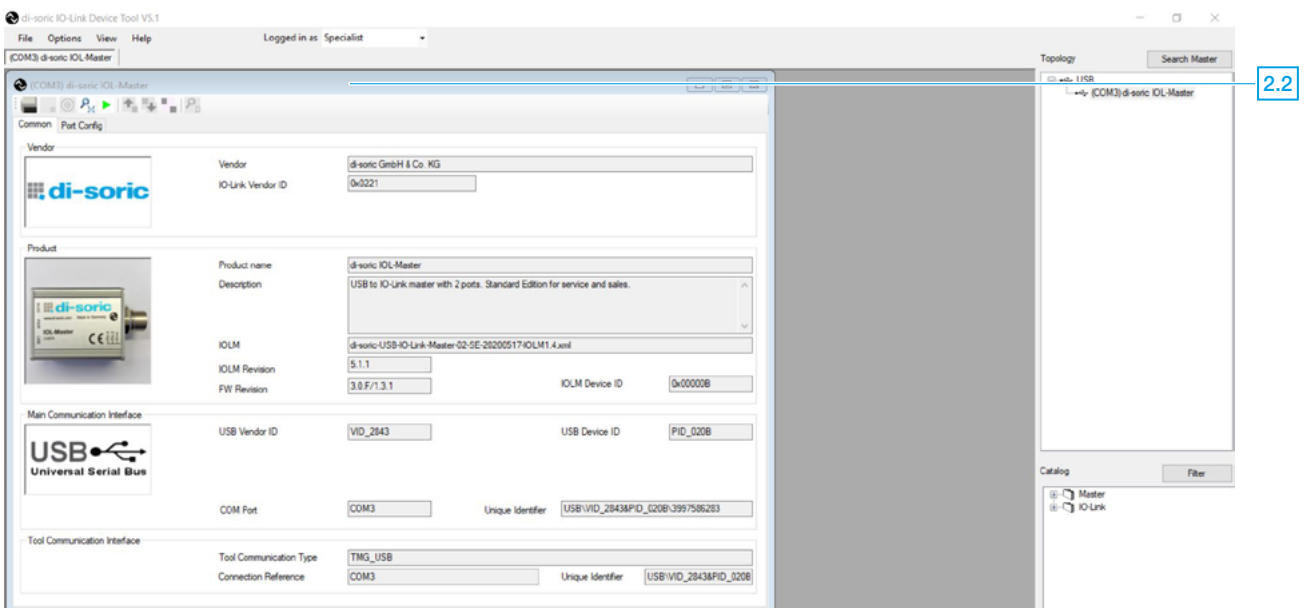 di-soric IO-Link Device Tool V5.1
File Options View Help Logged in as Specialist
(COM3) di-soric IOL-Master
Topology Search Master
USB
(COM3) di-soric IOL-Master
2.2
(COM3) di-soric IOL-Master
Common Port Config
Vendor
di-soric
Vendor di-soric GmbH & Co. KG
IO-Link Vendor ID 0x0221
Product
di-soric
IOL-Master
CE
Product name di-soric IOL-Master
Description USB to IO-Link master with 2 ports. Standard Edition for service and sales.
IOLM di-soric-USB-IO-Link-Master-02-SE-20200517-IOLM1.4.xml
IOLM Revision 5.1.1
FW Revision 3.0.F/1.3.1 IOLM Device ID 0x00000B
Main Communication Interface
USB
Universal Serial Bus
USB Vendor ID VID_2843 USB Device ID PID_020B
COM Port COM3 Unique Identifier USB\VID_2843&PID_020B\3997586283
Tool Communication Interface
Tool Communication Type TMG_USB
Connection Reference COM3 Unique Identifier USB\VID_2843&PID_020B
Catalog Filter
Master
IO-Link